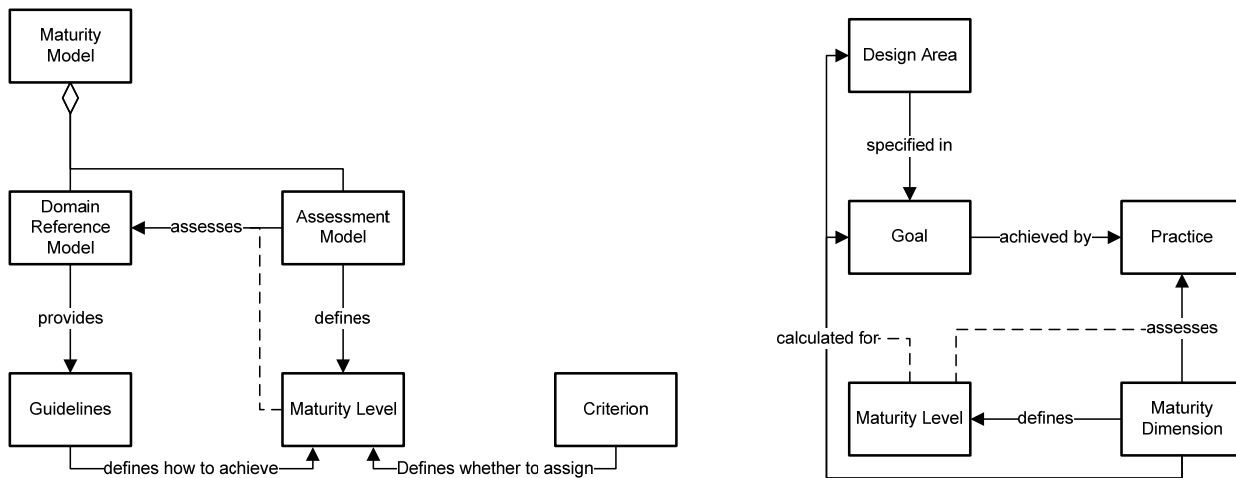 Maturity
Model
Domain
Reference
Model
assesses
Assessment
Model
provides
defines
Guidelines
Maturity Level
Criterion
defines how to achieve
Defines whether to assign
Design Area
specified in
Goal
achieved by
Practice
calculated for
assesses
Maturity Level
defines
Maturity
Dimension